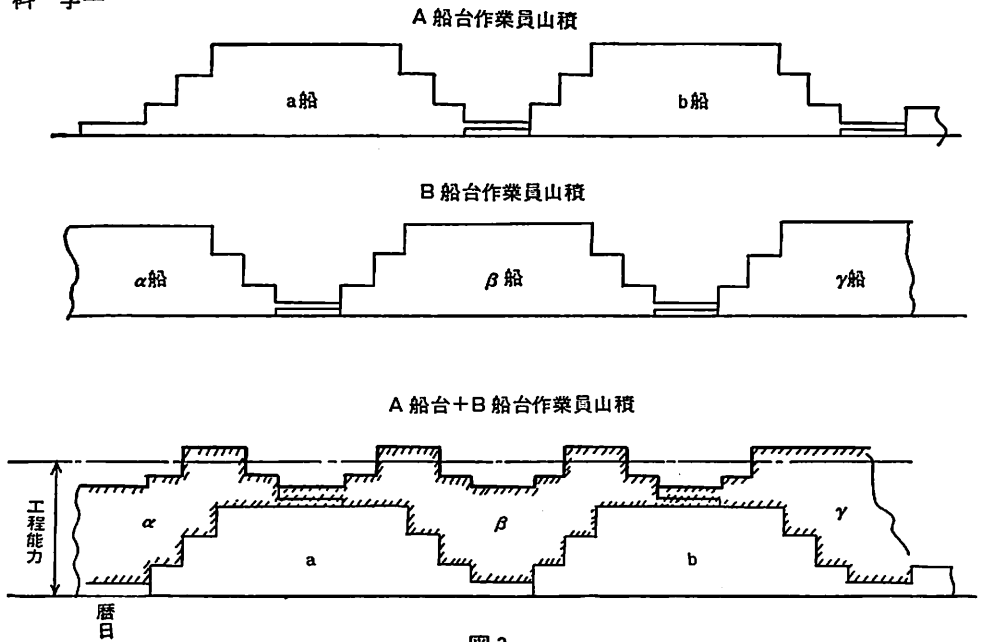 A船台作業員山積
a船
b船
B船台作業員山積
α船
β船
γ船
A船台+B船台作業員山積
工程能力
α
β
γ
a
b
暦日